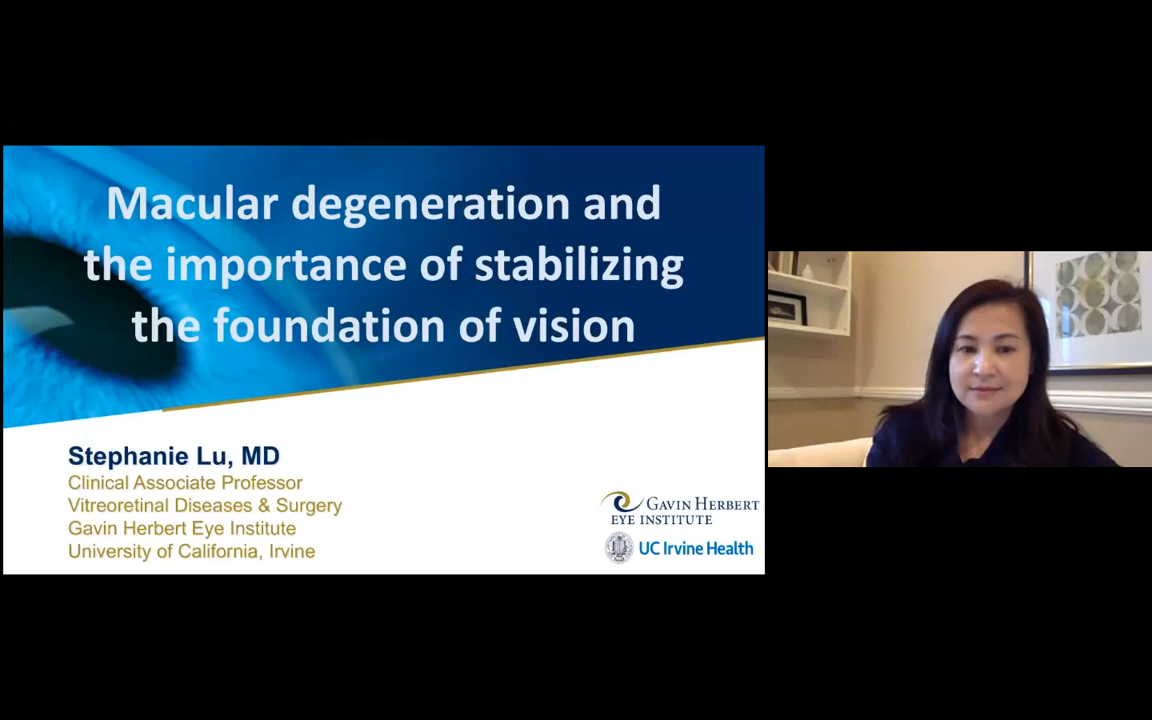 Macular degeneration and
the importance of stabilizing
the foundation of vision
Stephanie Lu, MD
Clinical Associate Professor
Vitreoretinal Diseases & Surgery
Gavin Herbert Eye Institute
University of California, Irvine
GAVIN HERBERT
EYE INSTITUTE
UC Irvine Health